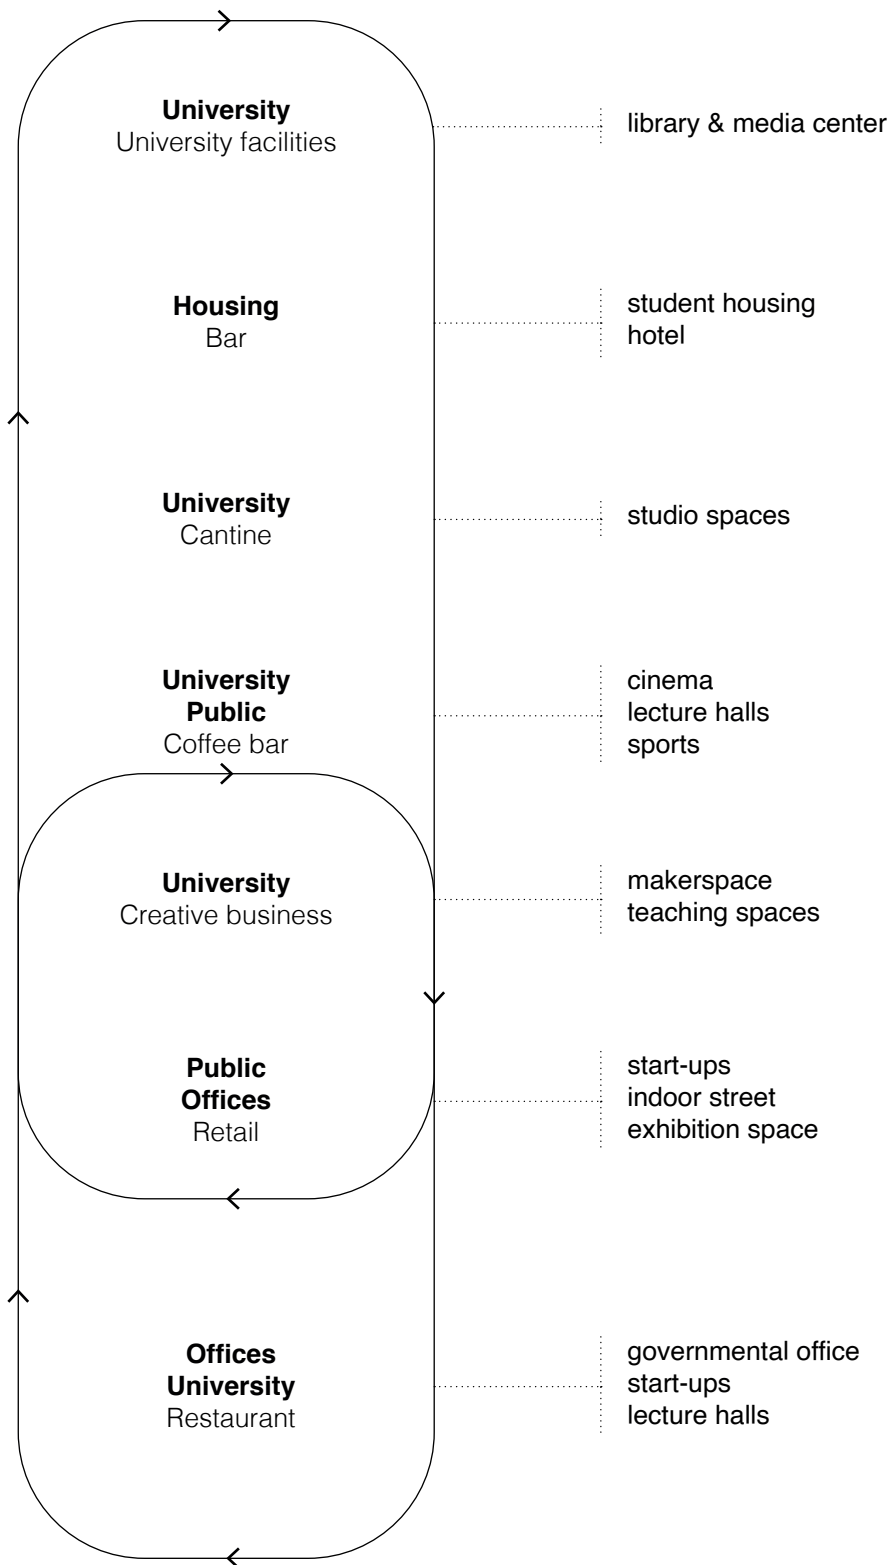 University
University facilities
library & media center
Housing
Bar
student housing
hotel
University
Cantine
studio spaces
University
Public
Coffee bar
cinema
lecture halls
sports
University
Creative business
makerspace
teaching spaces
Public
Offices
Retail
start-ups
indoor street
exhibition space
Offices
University
Restaurant
governmental office
start-ups
lecture halls